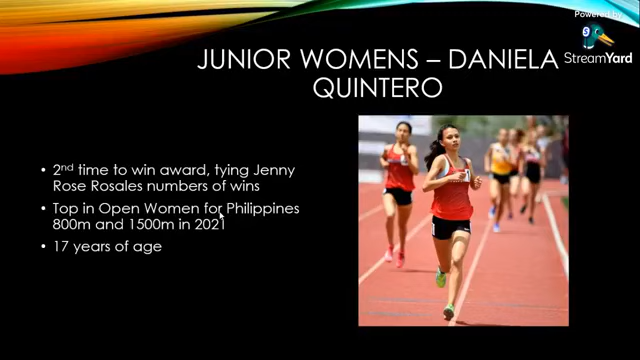 Powered by
StreamYard
JUNIOR WOMENS – DANIELA
QUINTERO
• 2nd time to win award, tying Jenny
Rose Rosales numbers of wins
• Top in Open Women for Philippines
800m and 1500m in 2021
• 17 years of age